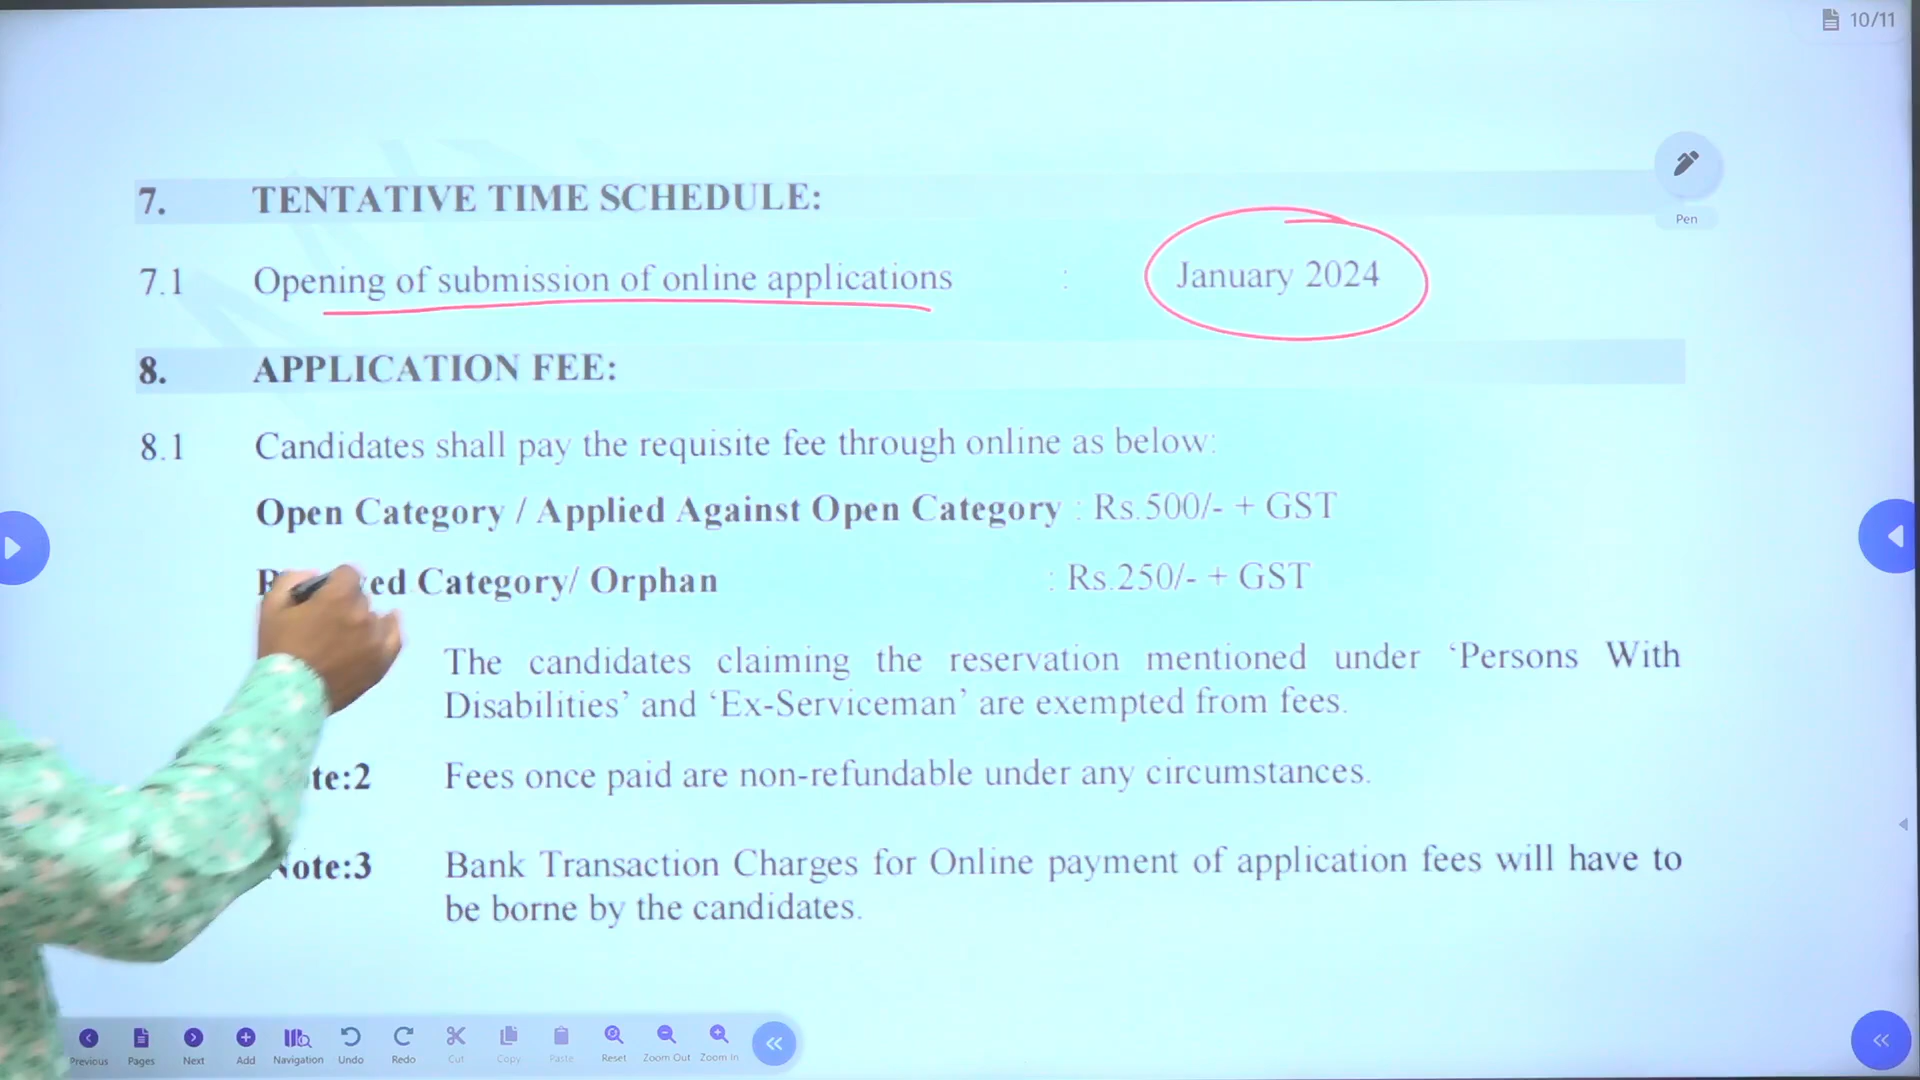 10/11
Pen
7. TENTATIVE TIME SCHEDULE:
7.1 Opening of submission of online applications : January 2024
8. APPLICATION FEE:
8.1 Candidates shall pay the requisite fee through online as below:
Open Category / Applied Against Open Category : Rs.500/- + GST
Category/ Orphan : Rs.250/- + GST
The candidates claiming the reservation mentioned under ‘Persons With
Disabilities’ and ‘Ex-Serviceman’ are exempted from fees.
te:2 Fees once paid are non-refundable under any circumstances.
Note:3 Bank Transaction Charges for Online payment of application fees will have to
be borne by the candidates.
Previous Pages Next Add Navigation Undo Redo Cut Copy Paste Reset Zoom Out Zoom In